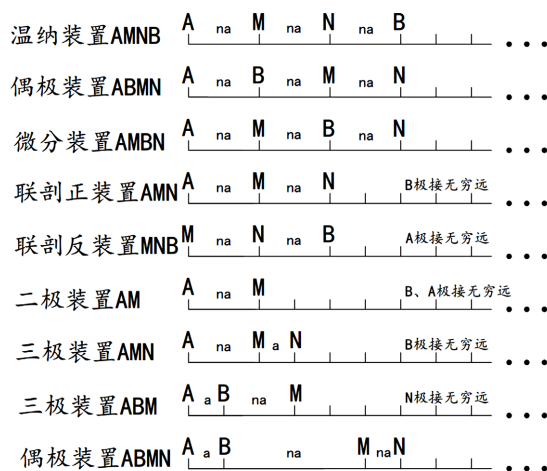 温纳装置AMNB A na M na N na B ...
偶极装置ABMN A na B na M na N ...
微分装置AMBN A na M na B na N ...
联剖正装置AMN A na M na N B极接无穷远 ...
联剖反装置MNB M na N na B A极接无穷远 ...
二极装置AM A na M B、A极接无穷远 ...
三极装置AMN A na M a N B极接无穷远 ...
三极装置ABM A a B na M N极接无穷远 ...
偶极装置ABMN A a B na M na N ...